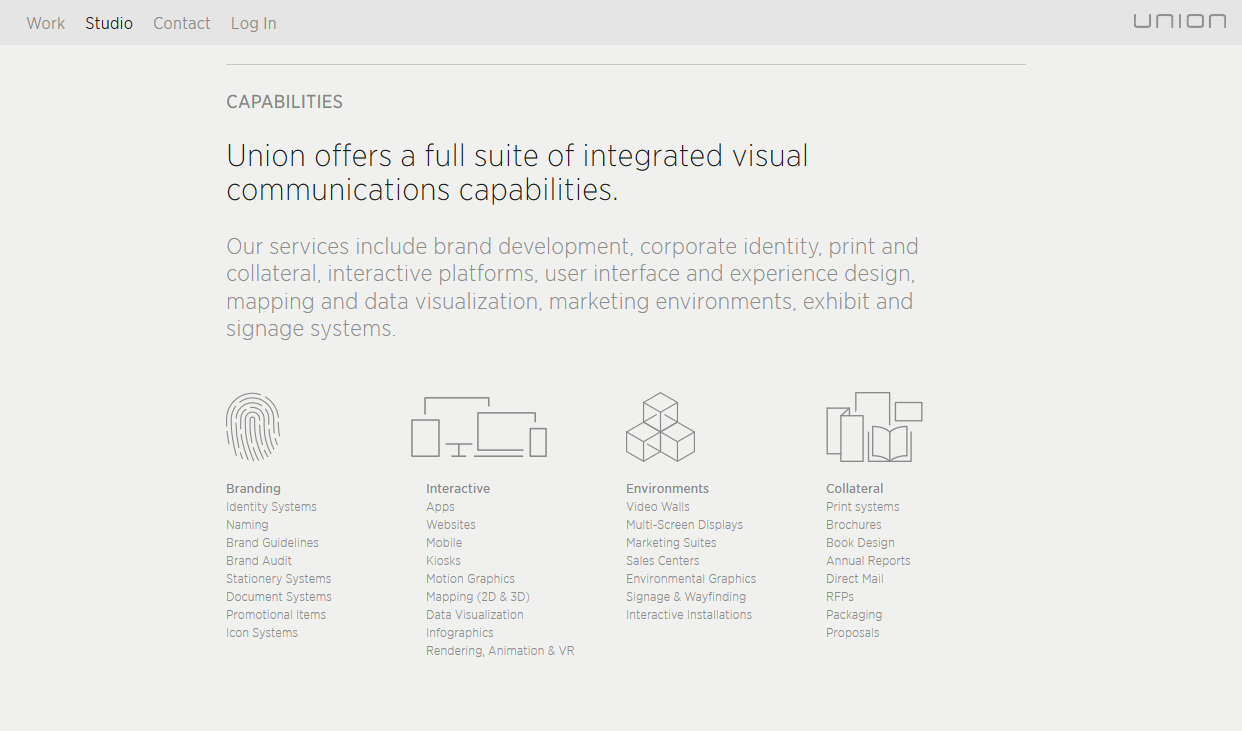 Work Studio Contact Log In UNION
CAPABILITIES
Union offers a full suite of integrated visual
communications capabilities.
Our services include brand development, corporate identity, print and
collateral, interactive platforms, user interface and experience design,
mapping and data visualization, marketing environments, exhibit and
signage systems.
Branding
Identity Systems
Naming
Brand Guidelines
Brand Audit
Stationery Systems
Document Systems
Promotional Items
Icon Systems
Interactive
Apps
Websites
Mobile
Kiosks
Motion Graphics
Mapping (2D & 3D)
Data Visualization
Infographics
Rendering, Animation & VR
Environments
Video Walls
Multi-Screen Displays
Marketing Suites
Sales Centers
Environmental Graphics
Signage & Wayfinding
Interactive Installations
Collateral
Print systems
Brochures
Book Design
Annual Reports
Direct Mail
RFPs
Packaging
Proposals